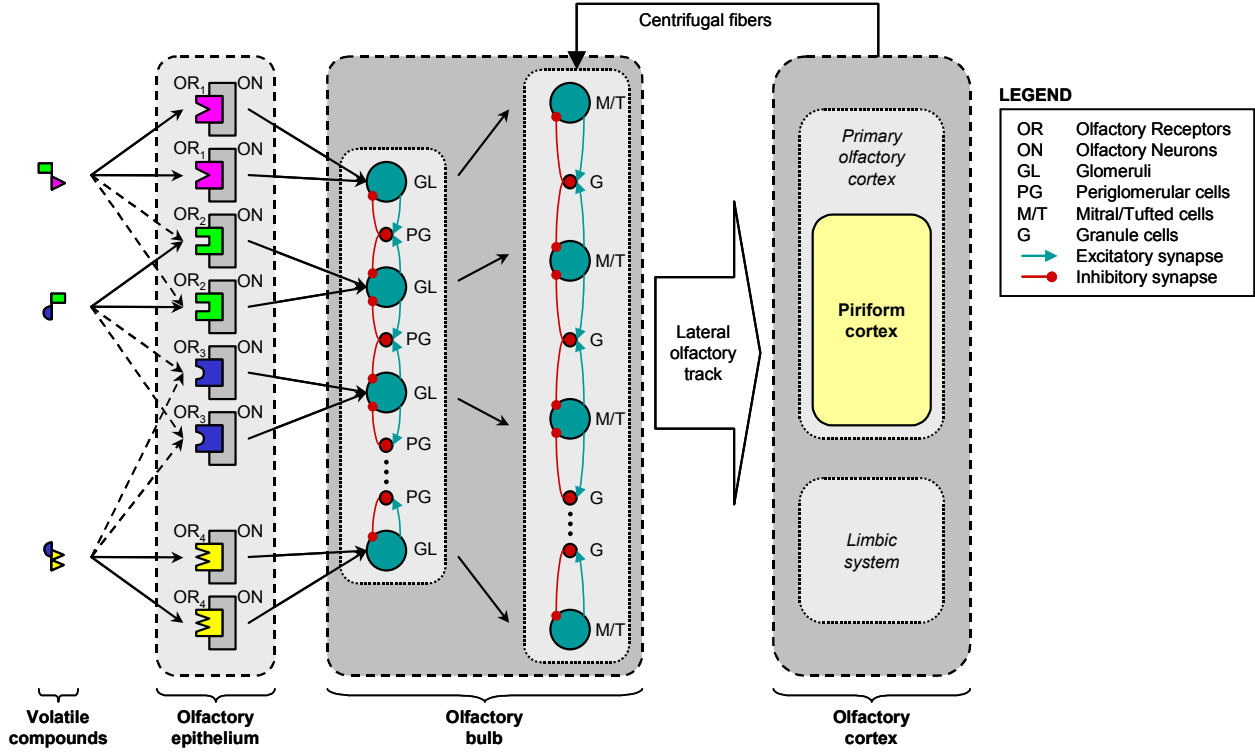 Centrifugal fibers
OR1 ON
OR1 ON
OR2 ON
OR2 ON
OR3 ON
OR3 ON
OR4 ON
OR4 ON
GL
PG
GL
PG
GL
PG
PG
GL
M/T
G
M/T
G
M/T
G
G
M/T
Lateral
olfactory
track
Primary
olfactory
cortex
Piriform
cortex
Limbic
system
LEGEND
OR Olfactory Receptors
ON Olfactory Neurons
GL Glomeruli
PG Periglomerular cells
M/T Mitral/Tufted cells
G Granule cells
Excitatory synapse
Inhibitory synapse
Volatile
compounds
Olfactory
epithelium
Olfactory
bulb
Olfactory
cortex